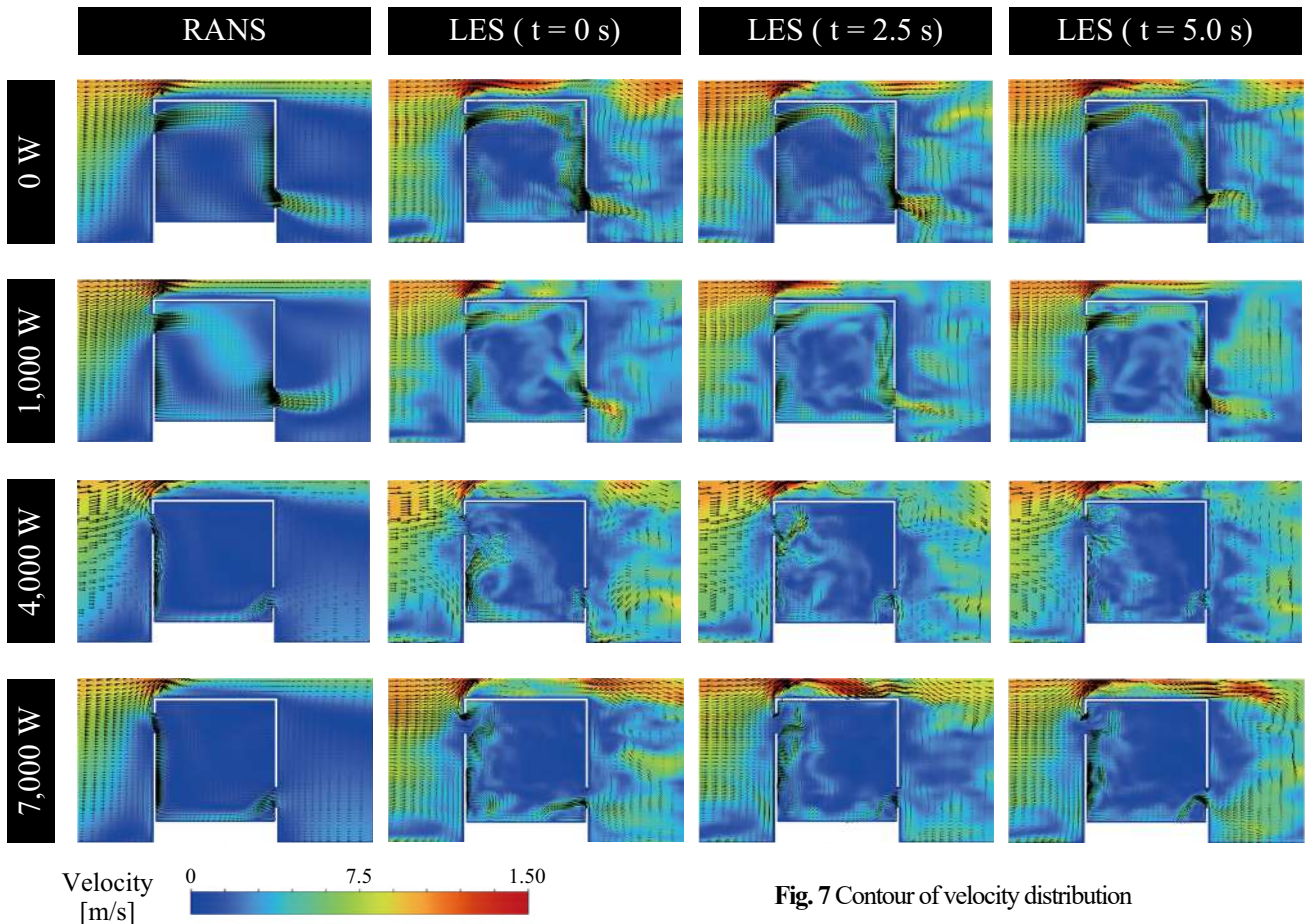 RANS
LES ( t = 0 s)
LES ( t = 2.5 s)
LES ( t = 5.0 s)
0 W
1,000 W
4,000 W
7,000 W
Velocity
[m/s]
0 7.5 1.50
Fig. 7 Contour of velocity distribution